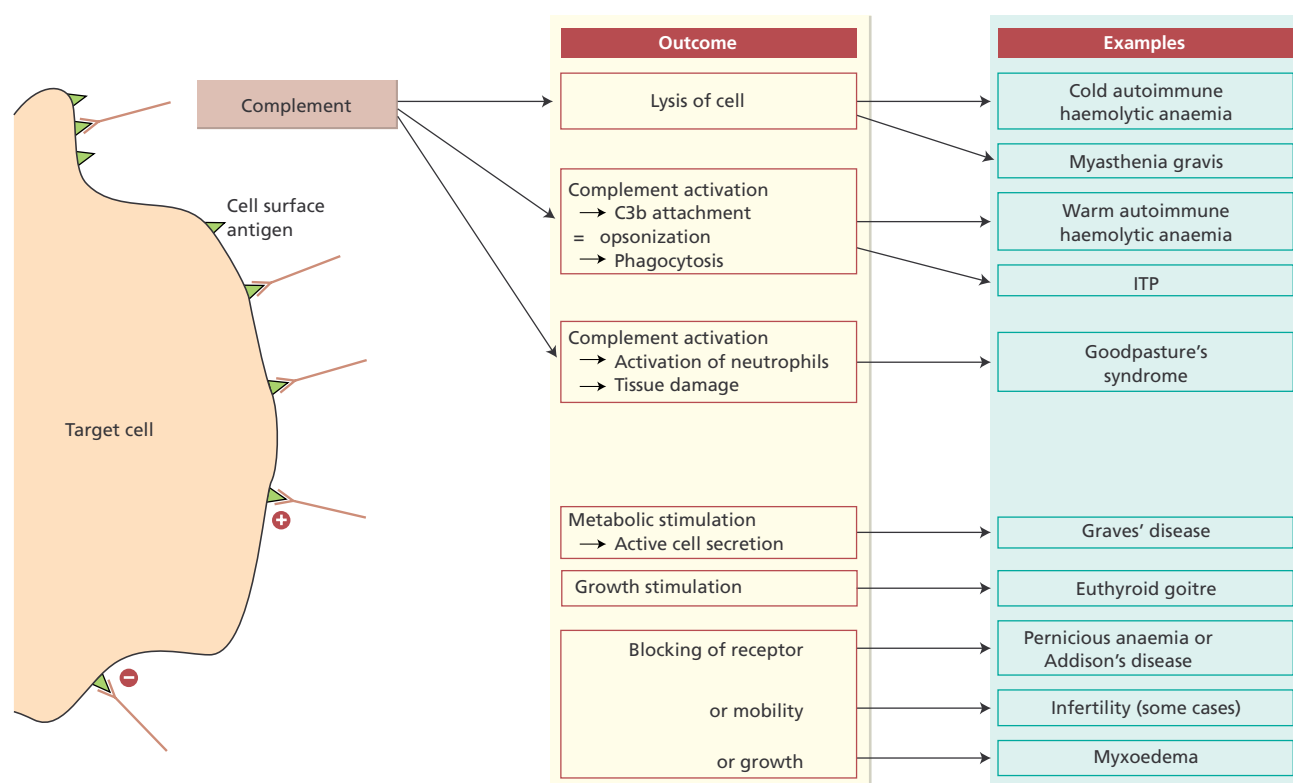 Outcome
Examples
Complement
Lysis of cell
Cold autoimmune
haemolytic anaemia
Myasthenia gravis
Cell surface
antigen
Complement activation
→ C3b attachment
= opsonization
→ Phagocytosis
Warm autoimmune
haemolytic anaemia
ITP
Complement activation
→ Activation of neutrophils
→ Tissue damage
Goodpasture's
syndrome
Target cell
+
Metabolic stimulation
→ Active cell secretion
Graves' disease
Growth stimulation
Euthyroid goitre
Blocking of receptor
Pernicious anaemia or
Addison's disease
–
or mobility
Infertility (some cases)
or growth
Myxoedema